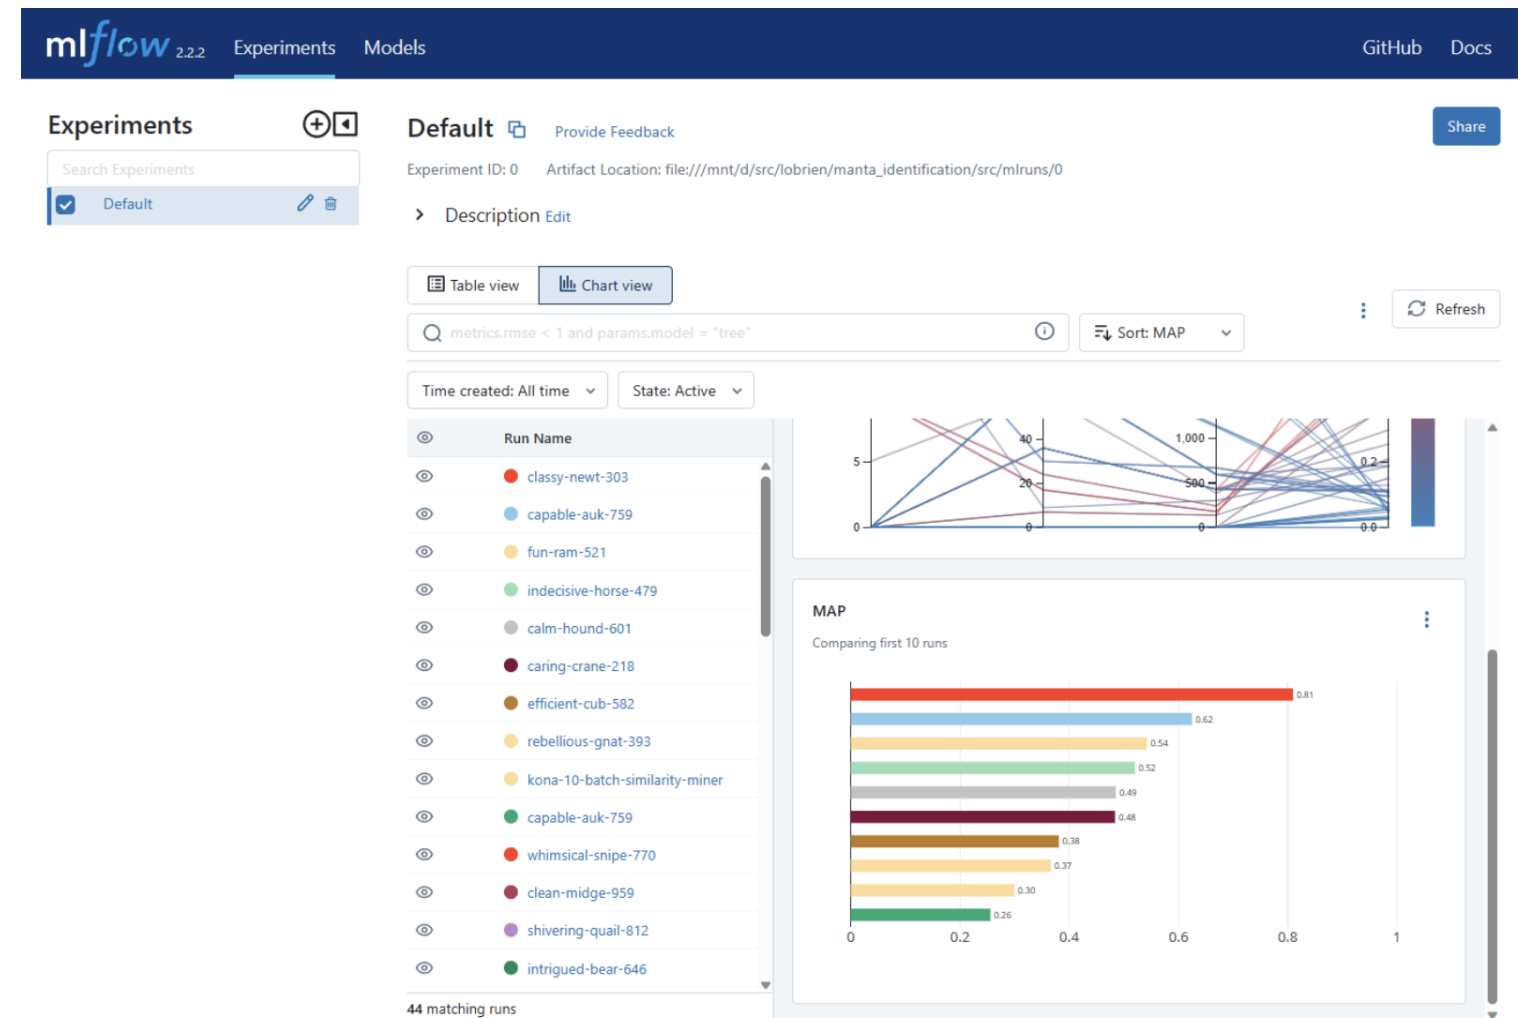 mlflow 2.2.2 Experiments Models GitHub Docs
Experiments
Search Experiments
Default
Default Provide Feedback
Share
Experiment ID: 0 Artifact Location: file:///mnt/d/src/lobrien/manta_identification/src/mlruns/0
Description Edit
Table view Chart view
Refresh
metrics.rmse < 1 and params.model = "tree"
Sort: MAP
Time created: All time State: Active
Run Name
classy-newt-303
capable-auk-759
fun-ram-521
indecisive-horse-479
calm-hound-601
caring-crane-218
efficient-cub-582
rebellious-gnat-393
kona-10-batch-similarity-miner
capable-auk-759
whimsical-snipe-770
clean-midge-959
shivering-quail-812
intrigued-bear-646
44 matching runs
40 1,000
5 0.2
20 500
0 0 0 0.0
MAP
Comparing first 10 runs
0.81
0.62
0.54
0.52
0.49
0.48
0.38
0.37
0.30
0.26
0 0.2 0.4 0.6 0.8 1